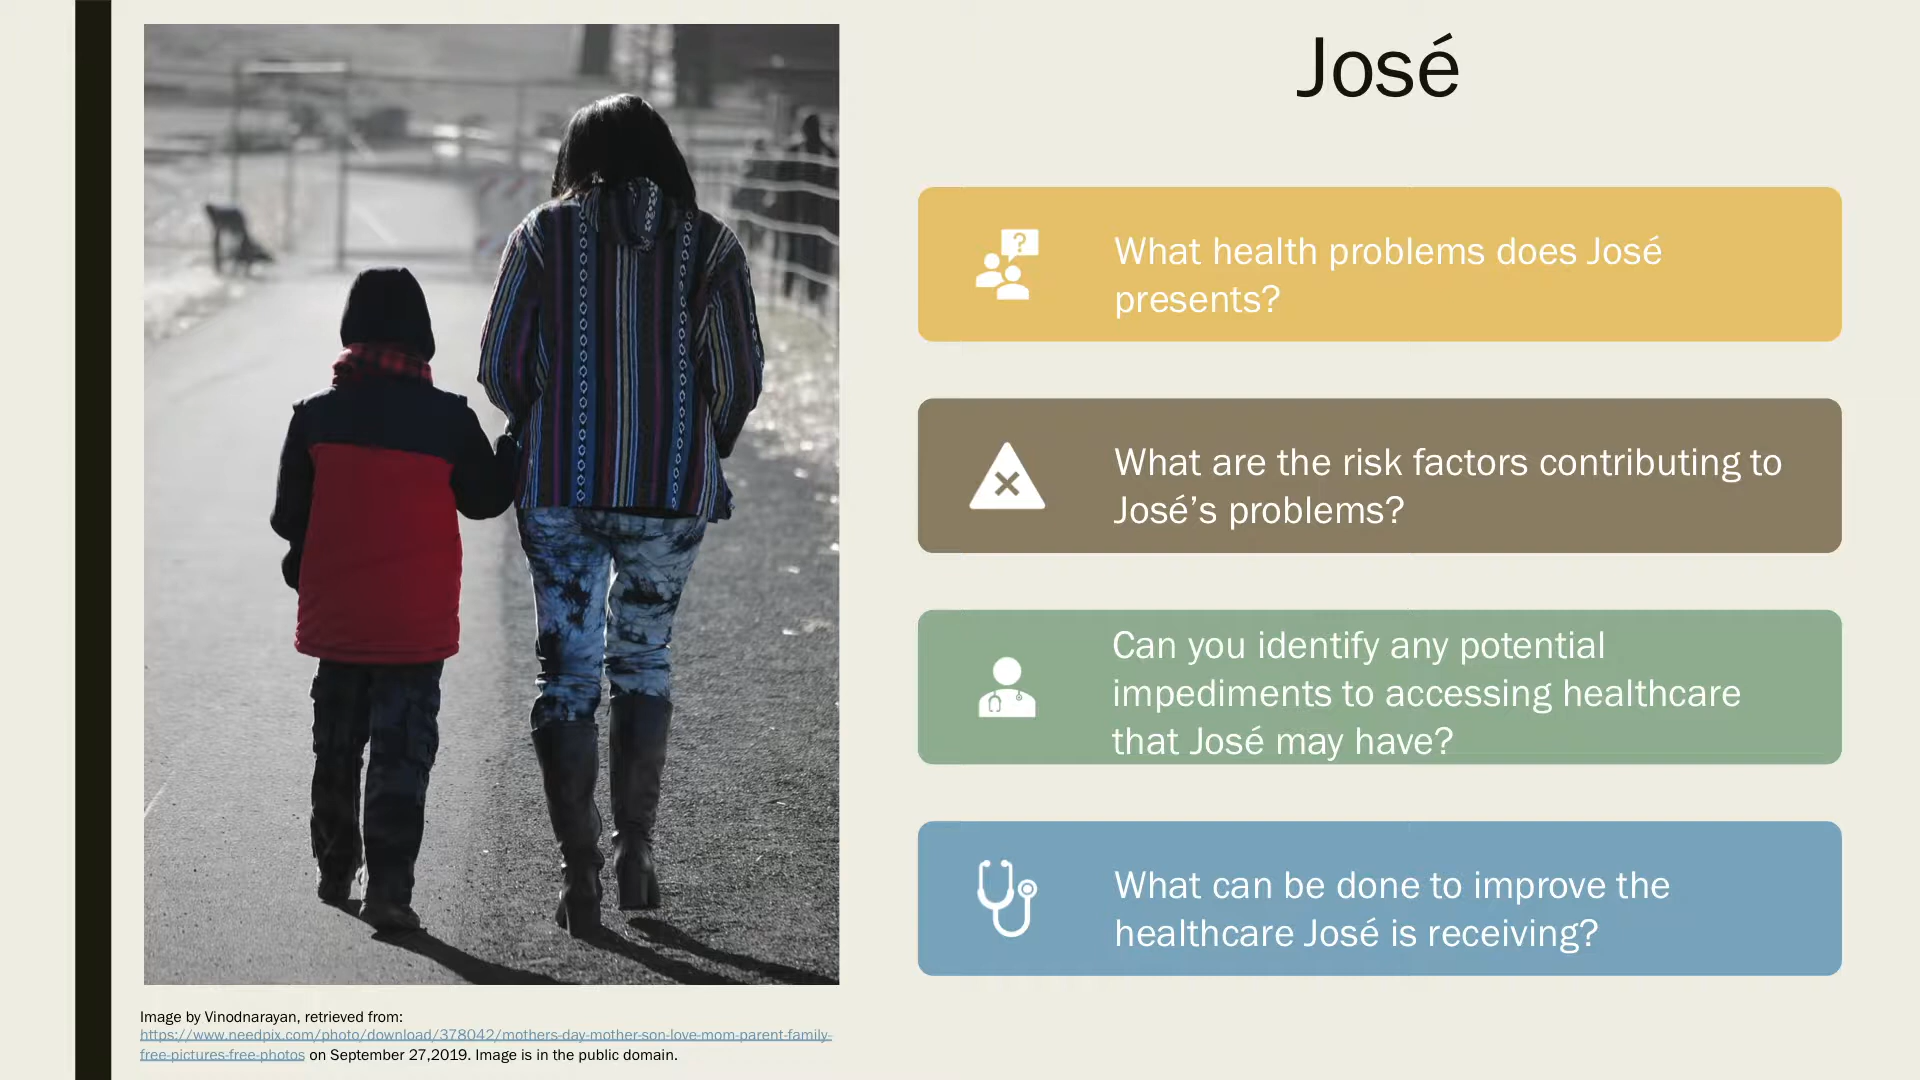 José
What health problems does José
presents?
What are the risk factors contributing to
José’s problems?
Can you identify any potential
impediments to accessing healthcare
that José may have?
What can be done to improve the
healthcare José is receiving?
Image by Vinodnarayan, retrieved from:
https://www.needpix.com/photo/download/378042/mothers-day-mother-son-love-mom-parent-family-
free-pictures-free-photos on September 27,2019. Image is in the public domain.